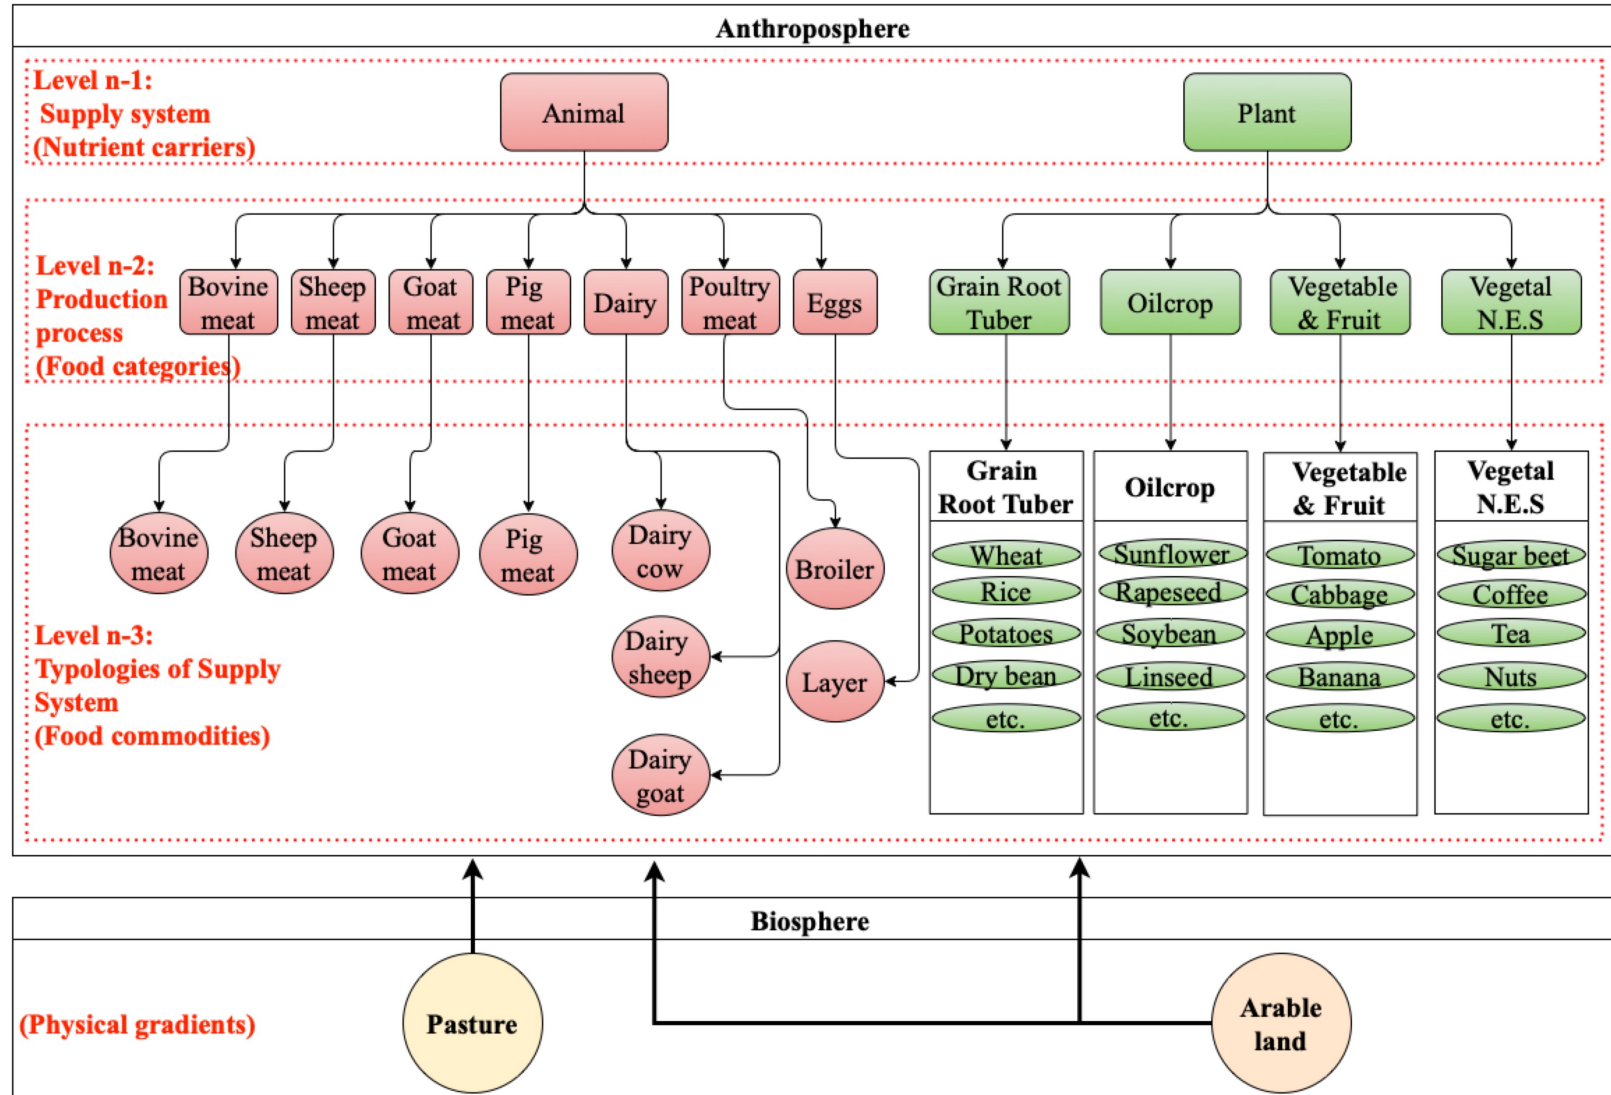 Anthroposphere
Level n-1:
Supply system
(Nutrient carriers)
Animal
Plant
Level n-2:
Production
process
(Food categories)
Bovine
meat
Sheep
meat
Goat
meat
Pig
meat
Dairy
Poultry
meat
Eggs
Grain Root
Tuber
Oilcrop
Vegetable
& Fruit
Vegetal
N.E.S
Level n-3:
Typologies of Supply
System
(Food commodities)
Bovine
meat
Sheep
meat
Goat
meat
Pig
meat
Dairy
cow
Dairy
sheep
Dairy
goat
Broiler
Layer
Grain
Root Tuber
Wheat
Rice
Potatoes
Dry bean
etc.
Oilcrop
Sunflower
Rapeseed
Soybean
Linseed
etc.
Vegetable
& Fruit
Tomato
Cabbage
Apple
Banana
etc.
Vegetal
N.E.S
Sugar beet
Coffee
Tea
Nuts
etc.
Biosphere
(Physical gradients)
Pasture
Arable
land